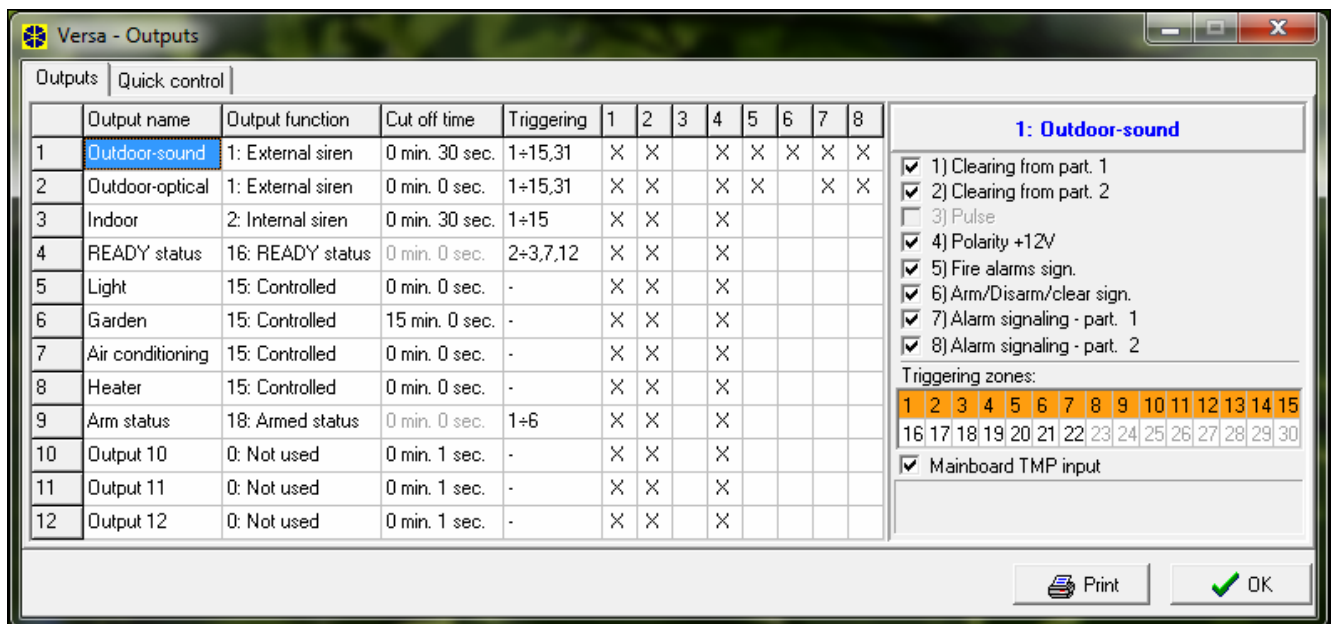 Versa - Outputs
Outputs Quick control
Output name Output function Cut off time Triggering 1 2 3 4 5 6 7 8
1 Outdoor-sound 1: External siren 0 min. 30 sec. 1÷15,31 X X X X X X X
2 Outdoor-optical 1: External siren 0 min. 0 sec. 1÷15,31 X X X X X X
3 Indoor 2: Internal siren 0 min. 30 sec. 1÷15 X X X
4 READY status 16: READY status 0 min. 0 sec. 2÷3,7,12 X X X
5 Light 15: Controlled 0 min. 0 sec. - X X X
6 Garden 15: Controlled 15 min. 0 sec. - X X X
7 Air conditioning 15: Controlled 0 min. 0 sec. - X X X
8 Heater 15: Controlled 0 min. 0 sec. - X X X
9 Arm status 18: Armed status 0 min. 0 sec. 1÷6 X X X
10 Output 10 0: Not used 0 min. 1 sec. - X X X
11 Output 11 0: Not used 0 min. 1 sec. - X X X
12 Output 12 0: Not used 0 min. 1 sec. - X X X
1: Outdoor-sound
1) Clearing from part. 1
2) Clearing from part. 2
3) Pulse
4) Polarity +12V
5) Fire alarms sign.
6) Arm/Disarm/clear sign.
7) Alarm signaling - part. 1
8) Alarm signaling - part. 2
Triggering zones:
1 2 3 4 5 6 7 8 9 10 11 12 13 14 15
16 17 18 19 20 21 22 23 24 25 26 27 28 29 30
Mainboard TMP input
Print OK